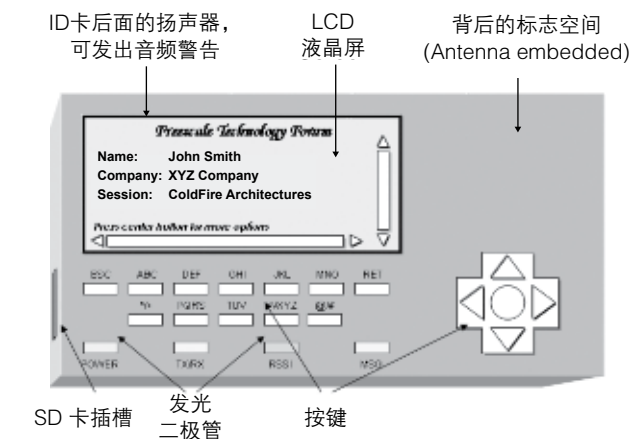 ID卡后面的扬声器，
可发出音频警告
LCD
液晶屏
背后的标志空间
(Antenna embedded)
Freescale Technology Forum
Name: John Smith
Company: XYZ Company
Session: ColdFire Architectures
Press center button for more options
ESC ABC DEF GHI JKL MNO RET
PQRS TUV WXYZ @/#
POWER TX/RX RSSI MSG
SD 卡插槽
发光
二极管
按键